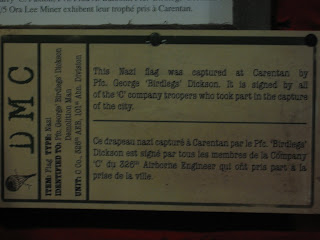 /5 Ora Lee Miner exhibent leur trophé pris à Carentan.
DMC
ITEM: Flag TYPE: Nazi
IDENTIFIED TO: Pfc. George 'Birdlegs' Dickson
Demolition Man
UNIT: C Co., 326th AEB, 101st Abn. Division
This Nazi flag was captured at Carentan by
Pfc. George 'Birdlegs' Dickson. It is signed by all
of the 'C' company troopers who took part in the capture
of the city.
Ce drapeau nazi capturé à Carentan par le Pfc. 'Birdlegs'
Dickson est signé par tous les membres de la Company
'C' du 326th Airborne Engineer qui ont pris part à la
prise de la ville.